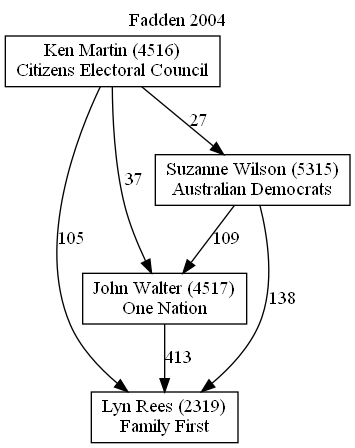 Fadden 2004
Ken Martin (4516)
Citizens Electoral Council
27
Suzanne Wilson (5315)
Australian Democrats
37
105
109
John Walter (4517)
One Nation
138
413
Lyn Rees (2319)
Family First